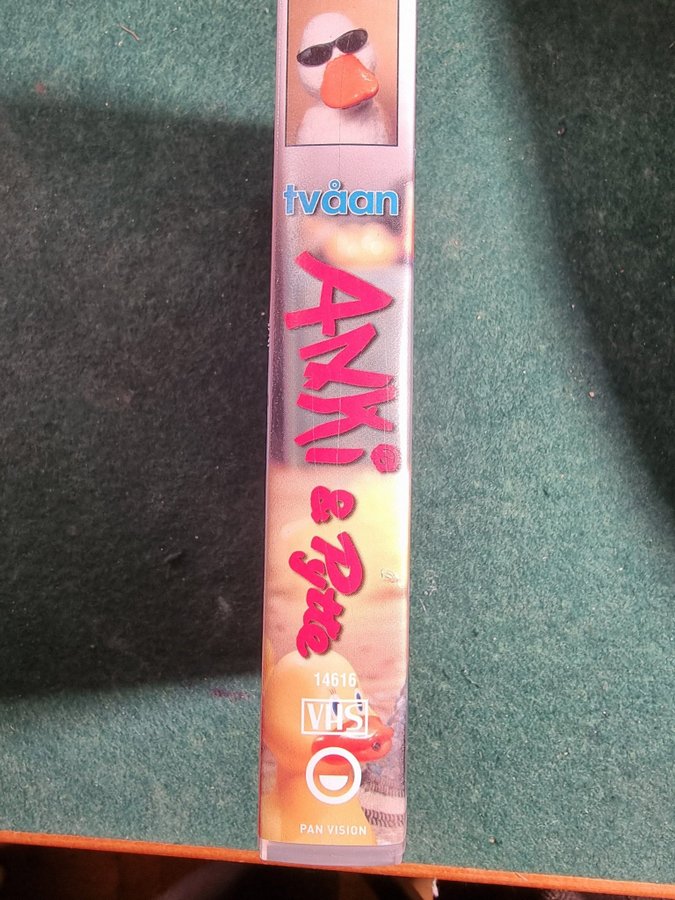 tvåan
ANKi
& Pytte
14616
VHS
PAN VISION